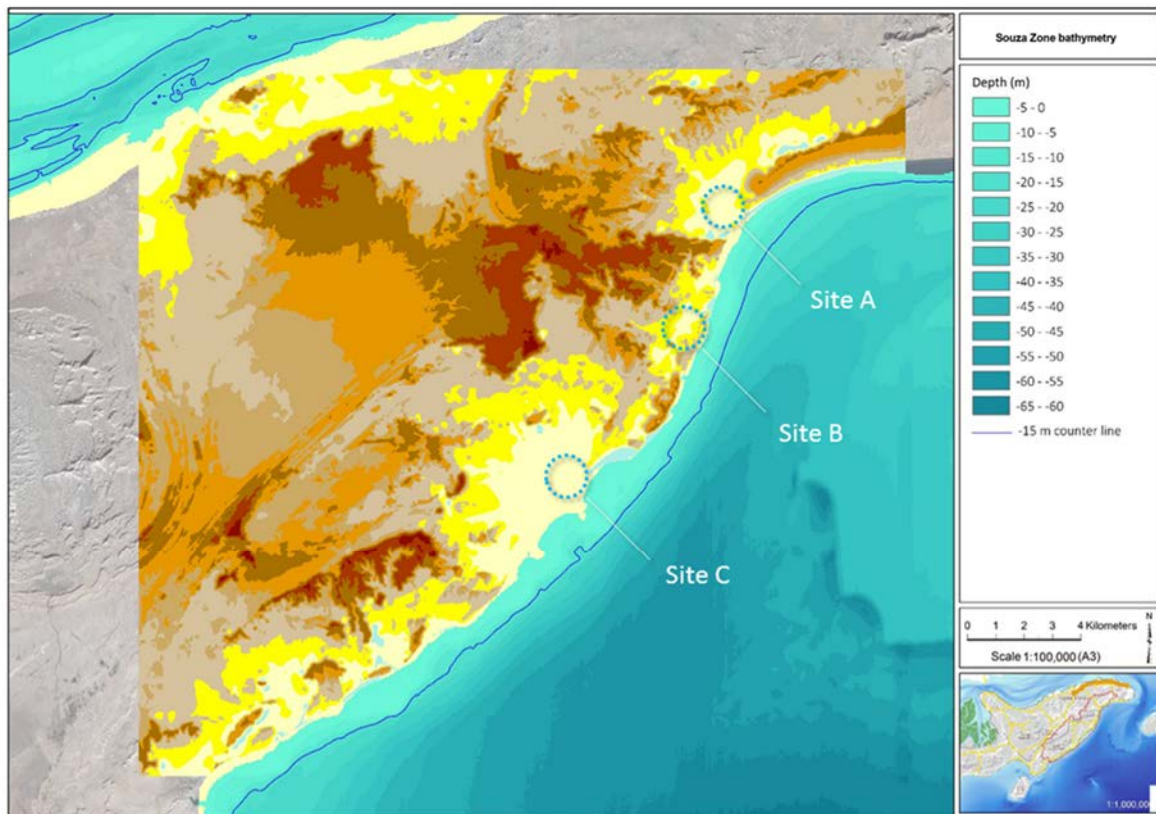 Souza Zone bathymetry
Depth (m)
-5 - 0
-10 - -5
-15 - -10
-20 - -15
-25 - -20
-30 - -25
-35 - -30
-40 - -35
-45 - -40
-50 - -45
-55 - -50
-60 - -55
-65 - -60
-15 m counter line
Site A
Site B
Site C
0 1 2 4 Kilometers
N
Scale 1:100,000 (A3)
1:1,000,000